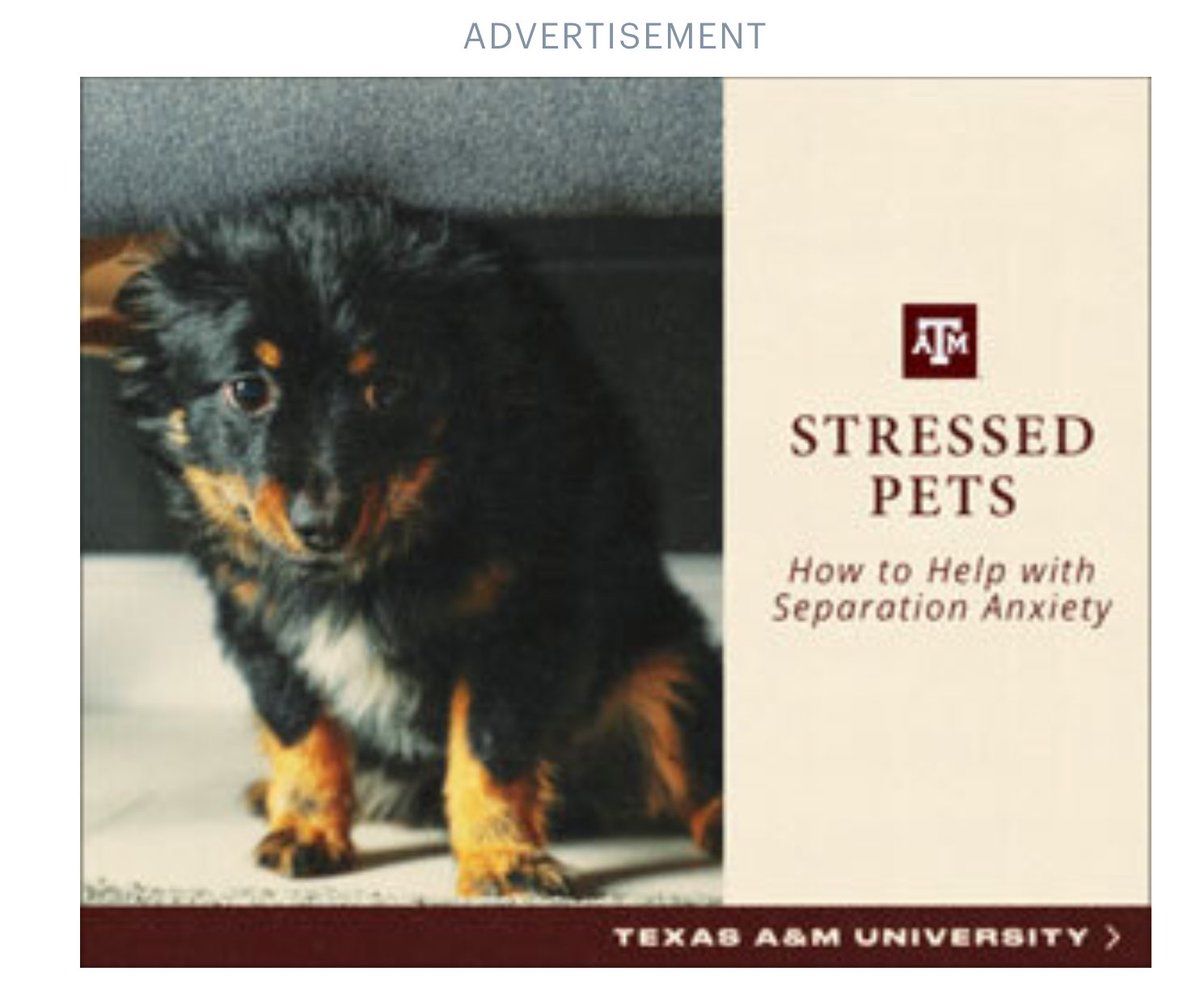 ADVERTISEMENT
ATM
STRESSED
PETS
How to Help with
Separation Anxiety
TEXAS A&M UNIVERSITY >